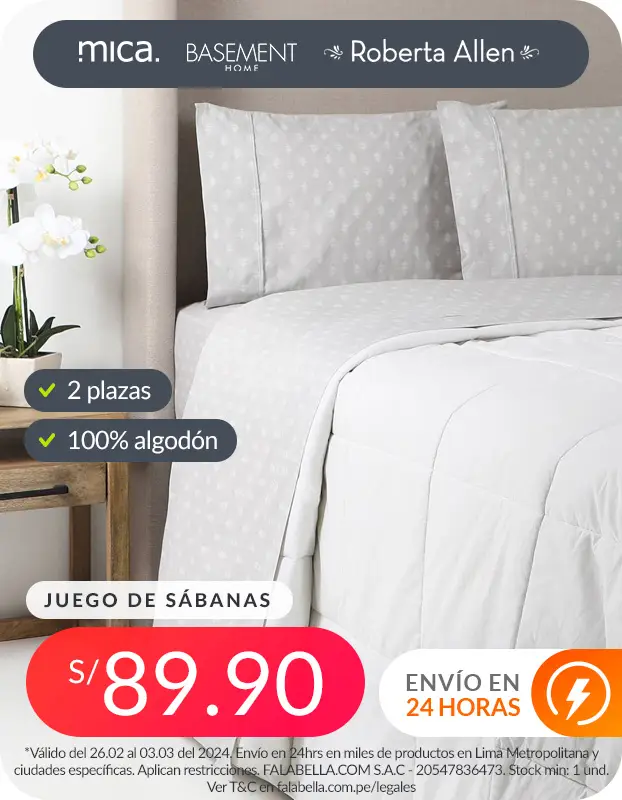 mica. BASEMENT HOME Roberta Allen
2 plazas
100% algodón
JUEGO DE SÁBANAS
S/89.90
ENVÍO EN
24 HORAS
*Válido del 26.02 al 03.03 del 2024. Envío en 24hrs en miles de productos en Lima Metropolitana y
ciudades específicas. Aplican restricciones. FALABELLA.COM S.A.C - 20547836473. Stock min: 1 und.
Ver T&C en falabella.com.pe/legales